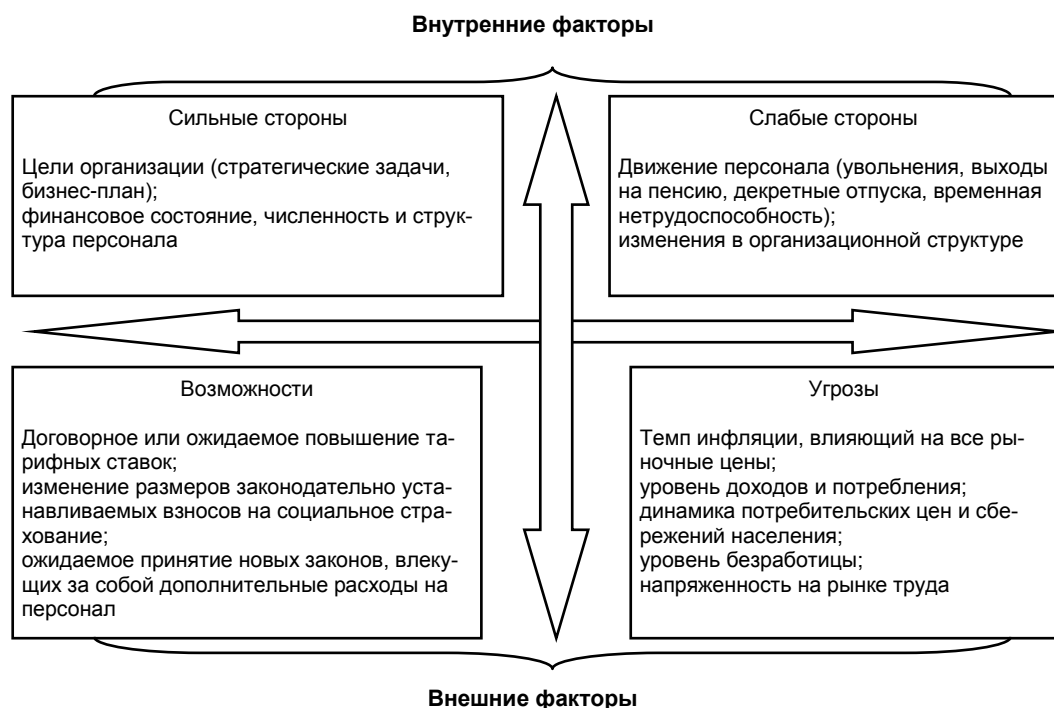 Внутренние факторы
Сильные стороны
Цели организации (стратегические задачи,
бизнес-план);
финансовое состояние, численность и струк-
тура персонала
Слабые стороны
Движение персонала (увольнения, выходы
на пенсию, декретные отпуска, временная
нетрудоспособность);
изменения в организационной структуре
Возможности
Договорное или ожидаемое повышение та-
рифных ставок;
изменение размеров законодательно уста-
навливаемых взносов на социальное стра-
хование;
ожидаемое принятие новых законов, влеку-
щих за собой дополнительные расходы на
персонал
Угрозы
Темп инфляции, влияющий на все ры-
ночные цены;
уровень доходов и потребления;
динамика потребительских цен и сбе-
режений населения;
уровень безработицы;
напряженность на рынке труда
Внешние факторы